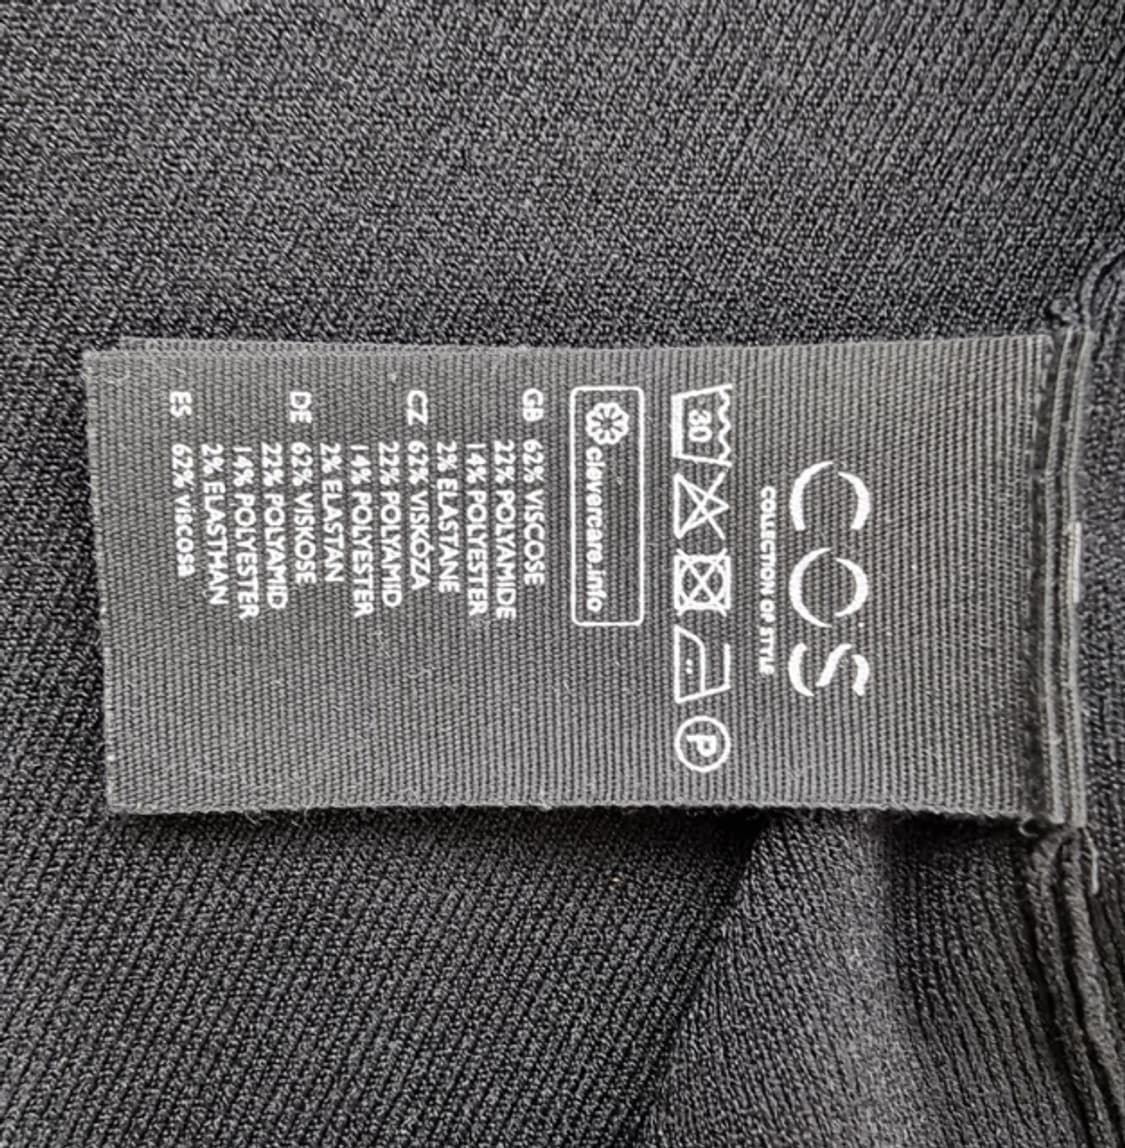 COS
COLLECTION OF STYLE
30 P
clevercare.info
GB 62% VISCOSE
22% POLYAMIDE
14% POLYESTER
2% ELASTANE
CZ 62% VISKÓZA
22% POLYAMID
14% POLYESTER
2% ELASTAN
DE 62% VISKOSE
22% POLYAMID
14% POLYESTER
2% ELASTHAN
ES 62% VISCOSA